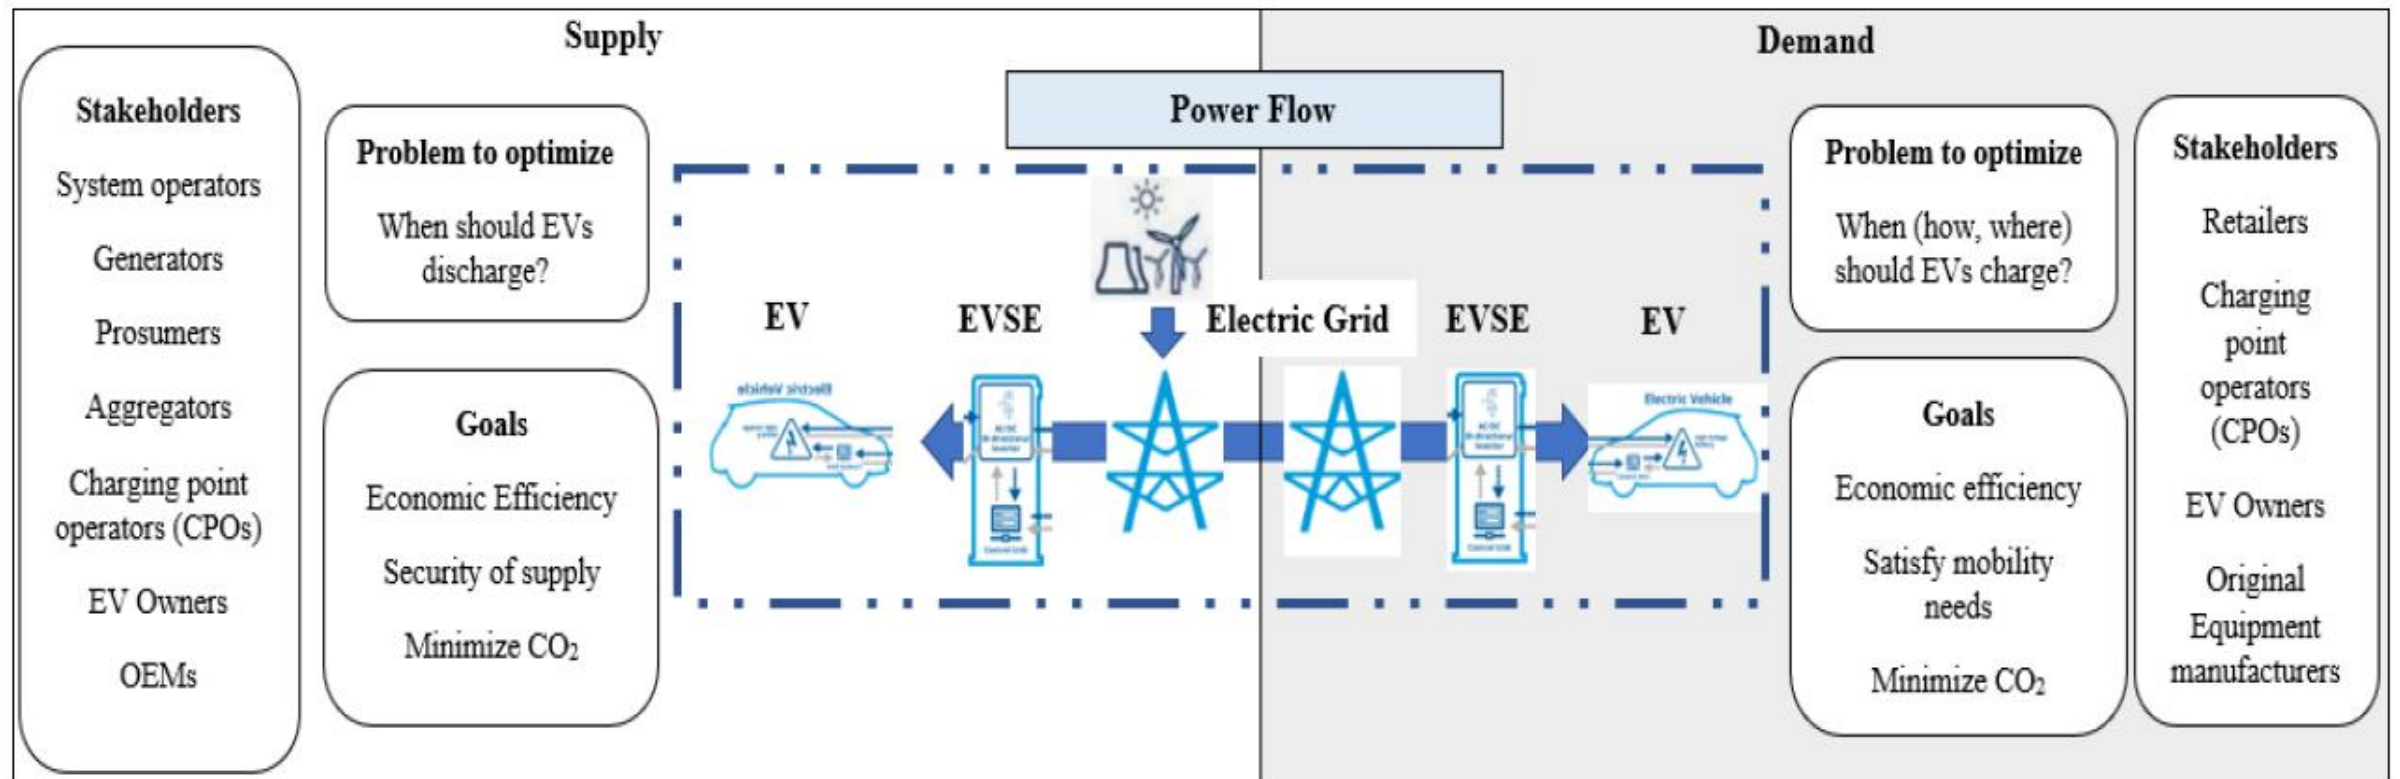 Supply
Demand
Stakeholders
System operators
Generators
Prosumers
Aggregators
Charging point
operators (CPOs)
EV Owners
OEMs
Problem to optimize
When should EVs
discharge?
Goals
Economic Efficiency
Security of supply
Minimize CO₂
Power Flow
EV
EVSE
Electric Grid
EVSE
EV
Electric Vehicle
Electric Vehicle
Problem to optimize
When (how, where)
should EVs charge?
Goals
Economic efficiency
Satisfy mobility
needs
Minimize CO₂
Stakeholders
Retailers
Charging
point
operators
(CPOs)
EV Owners
Original
Equipment
manufacturers